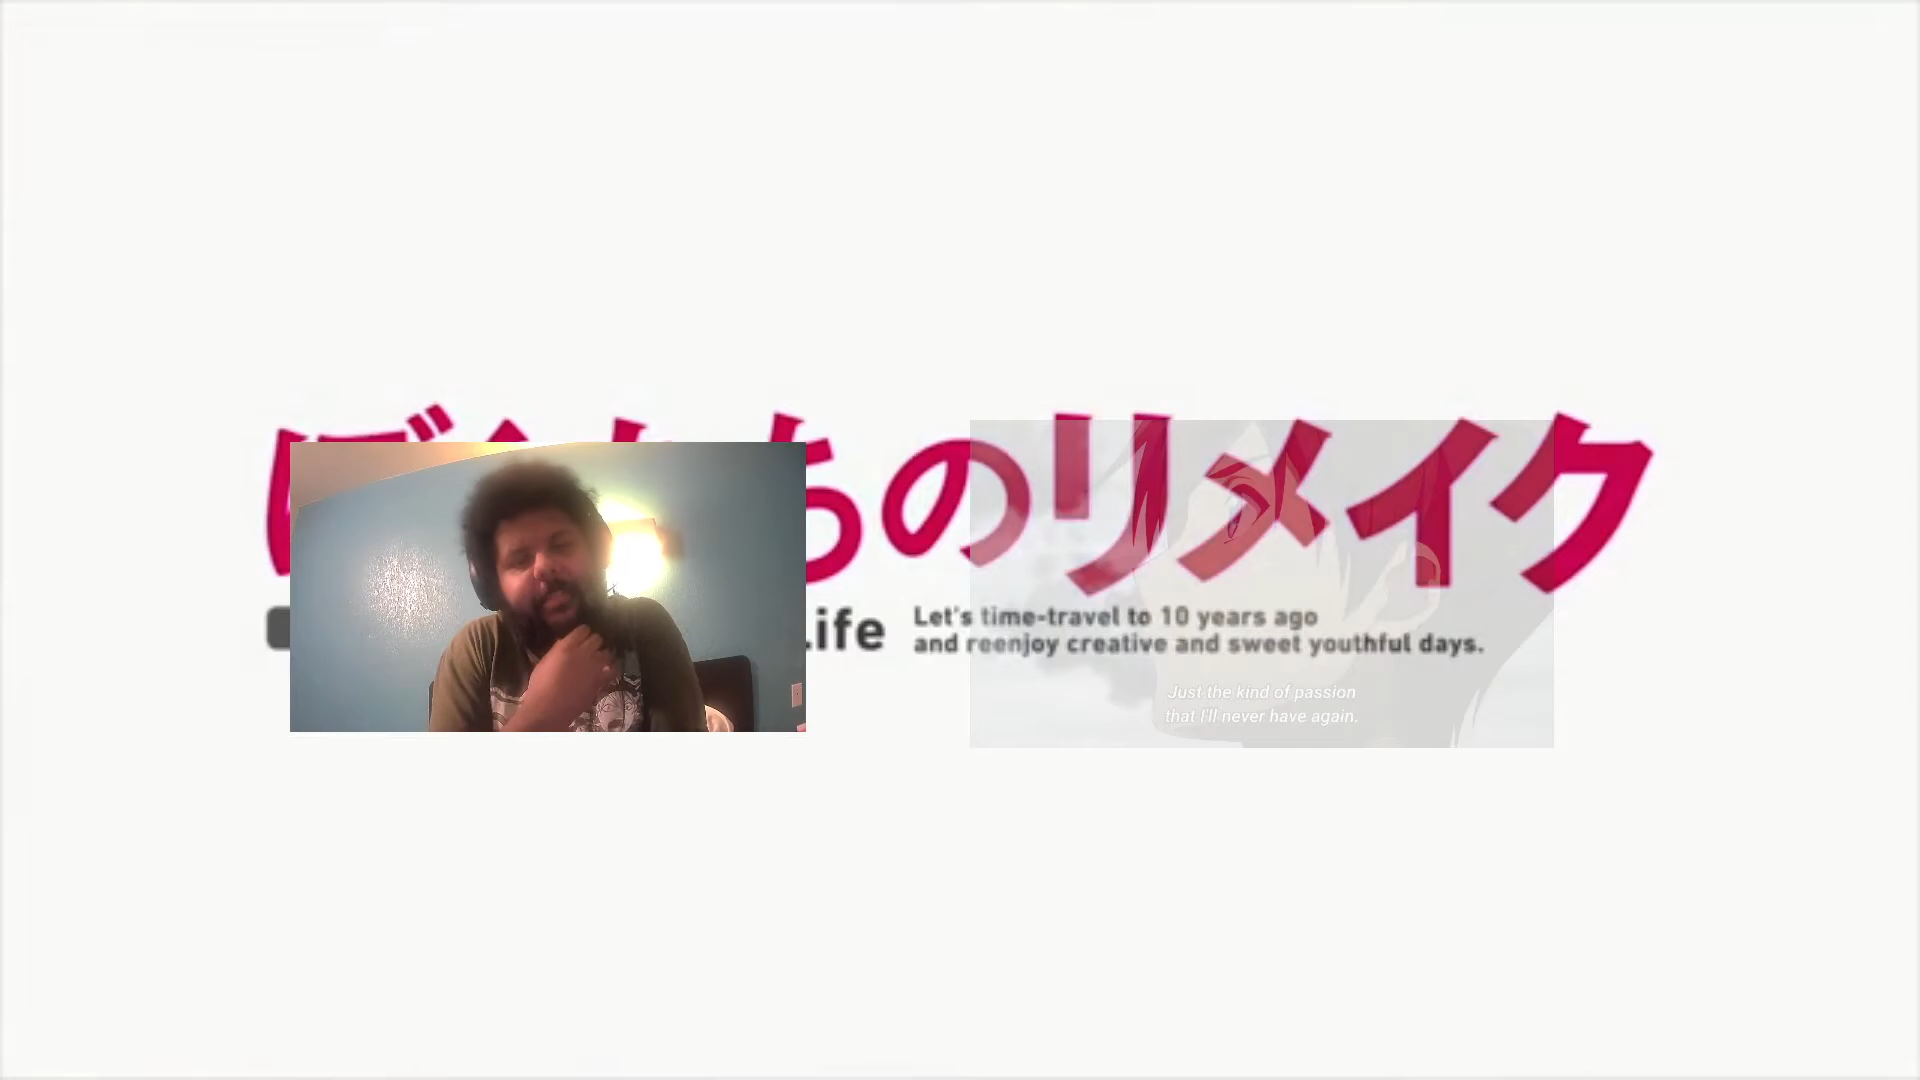 ちのリメイク
ife
Let's time-travel to 10 years ago
and reenjoy creative and sweet youthful days.
Just the kind of passion
that I'll never have again.